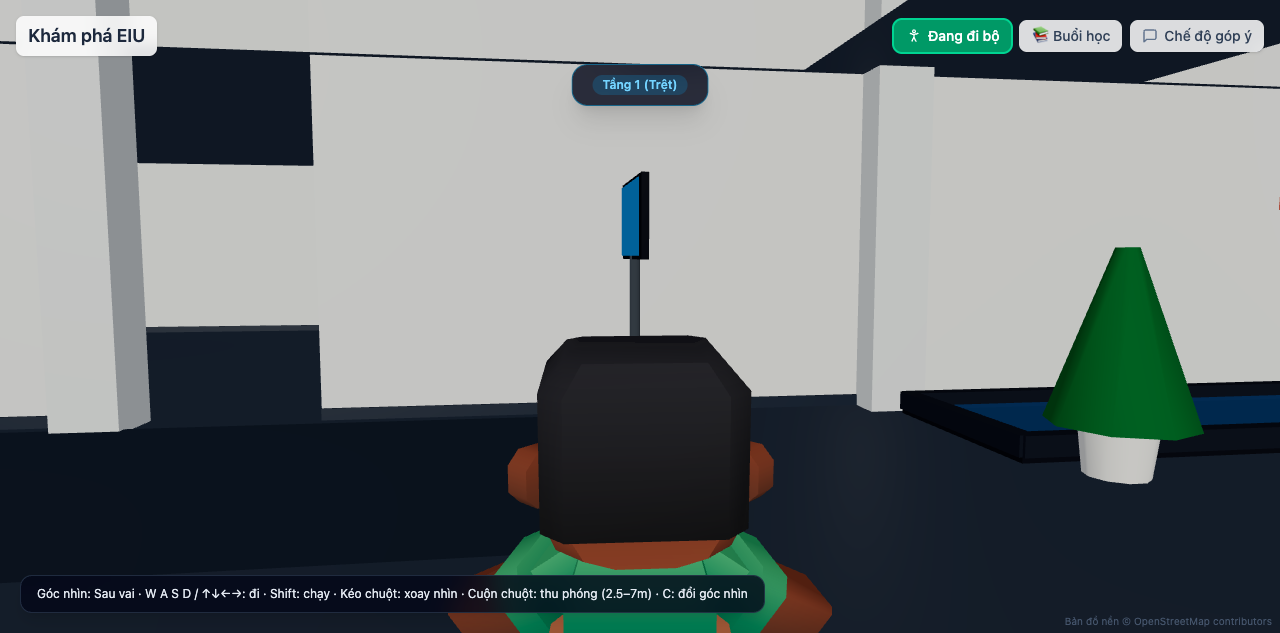 Khám phá EIU
Đang đi bộ
Buổi học
Chế độ góp ý
Tầng 1 (Trệt)
Góc nhìn: Sau vai · W A S D / ↑↓←→: đi · Shift: chạy · Kéo chuột: xoay nhìn · Cuộn chuột: thu phóng (2.5–7m) · C: đổi góc nhìn
Bản đồ nền © OpenStreetMap contributors